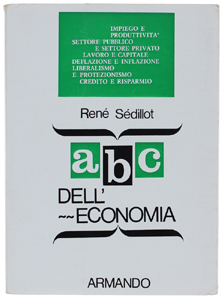 IMPIEGO E
PRODUTTIVITA'
SETTORE PUBBLICO
E SETTORE PRIVATO
LAVORO E CAPITALE
DEFLAZIONE E INFLAZIONE
LIBERALISMO
E PROTEZIONISMO
CREDITO E RISPARMIO
René Sédillot
abc
DELL'
~~ECONOMIA
ARMANDO